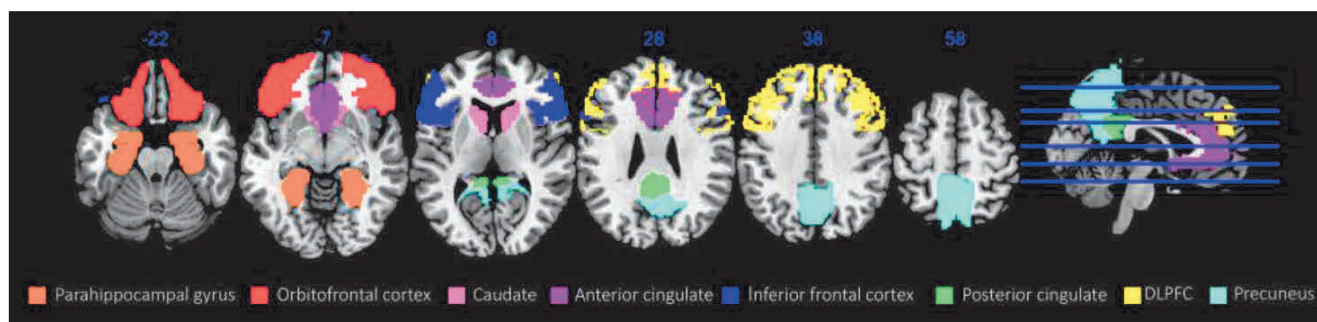 -22 -7 8 28 38 58
Parahippocampal gyrus Orbitofrontal cortex Caudate Anterior cingulate Inferior frontal cortex Posterior cingulate DLPFC Precuneus